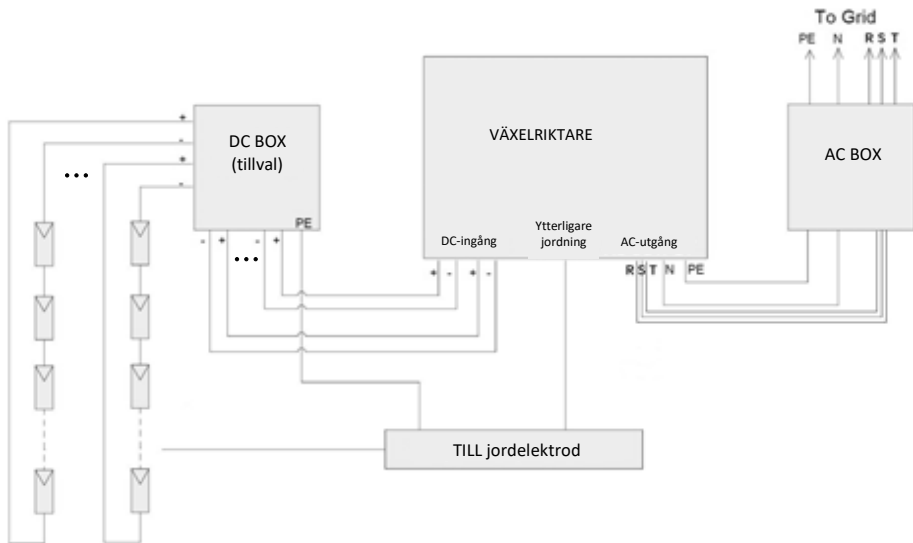 To Grid
PE N R S T
+
-
+
-
...
DC BOX
(tillval)
PE
- + ... - +
VÄXELRIKTARE
DC-ingång
Ytterligare
jordning
AC-utgång
+ - + -
R S T N PE
AC BOX
TILL jordelektrod